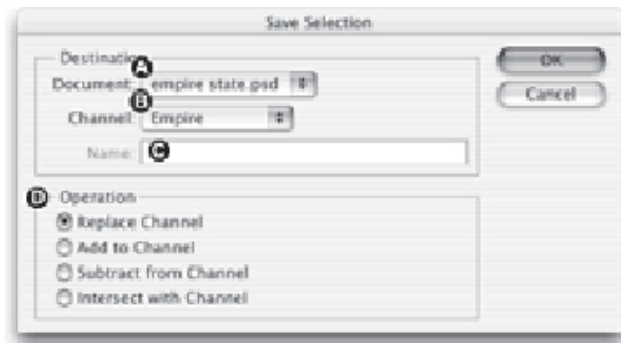 Save Selection
Destination
A
Document: empire state.psd
B
Channel: Empire
Name: C
OK
Cancel
D Operation
Replace Channel
Add to Channel
Subtract from Channel
Intersect with Channel